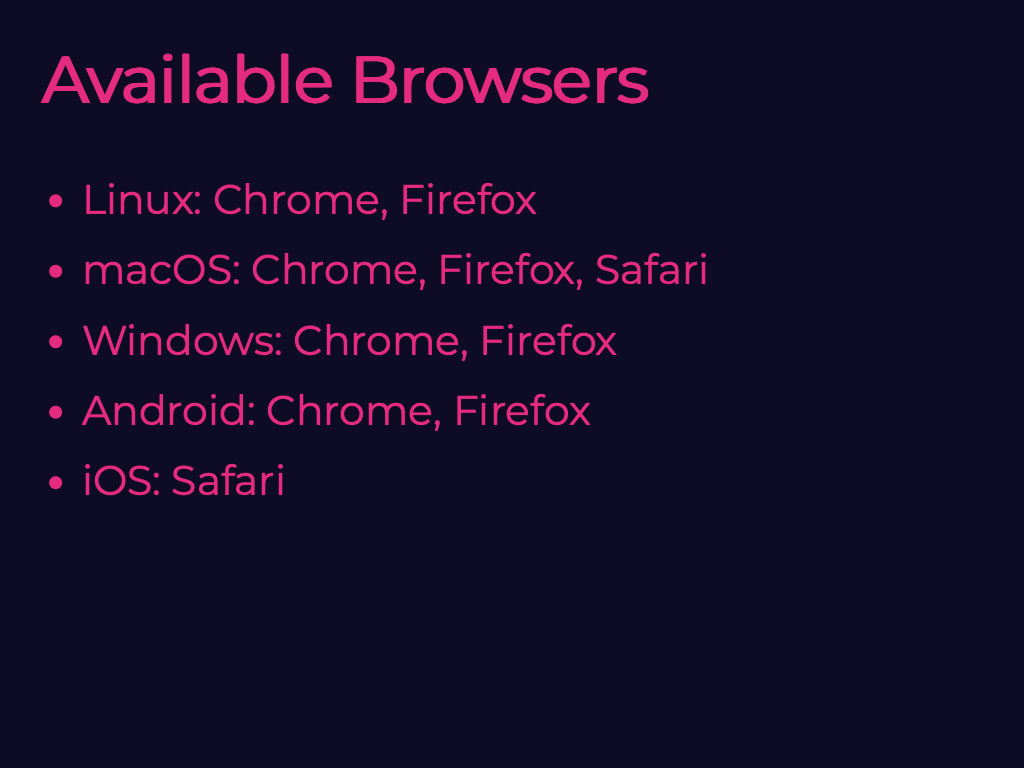 Available Browsers
• Linux: Chrome, Firefox
• macOS: Chrome, Firefox, Safari
• Windows: Chrome, Firefox
• Android: Chrome, Firefox
• iOS: Safari